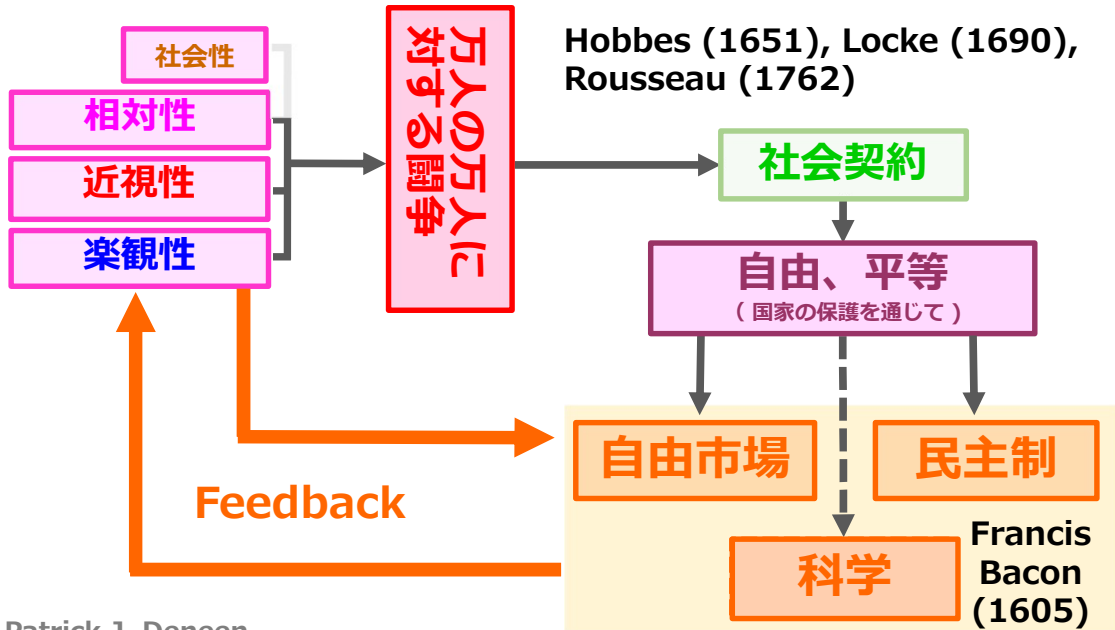 社会性
相対性
近視性
楽観性
万人の万人に
対する闘争
Hobbes (1651), Locke (1690),
Rousseau (1762)
社会契約
自由、平等
( 国家の保護を通じて )
自由市場
民主制
科学
Francis
Bacon
(1605)
Feedback
Patrick J. Deneen